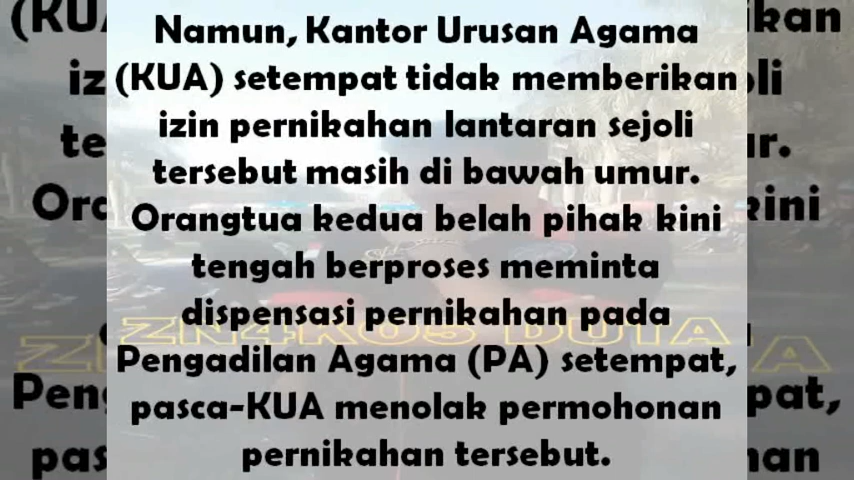 Namun, Kantor Urusan Agama
(KUA) setempat tidak memberikan
izin pernikahan lantaran sejoli
tersebut masih di bawah umur.
Orangtua kedua belah pihak kini
tengah berproses meminta
dispensasi pernikahan pada
ZN4KO5 DUTA
Pengadilan Agama (PA) setempat,
pasca-KUA menolak permohonan
pernikahan tersebut.